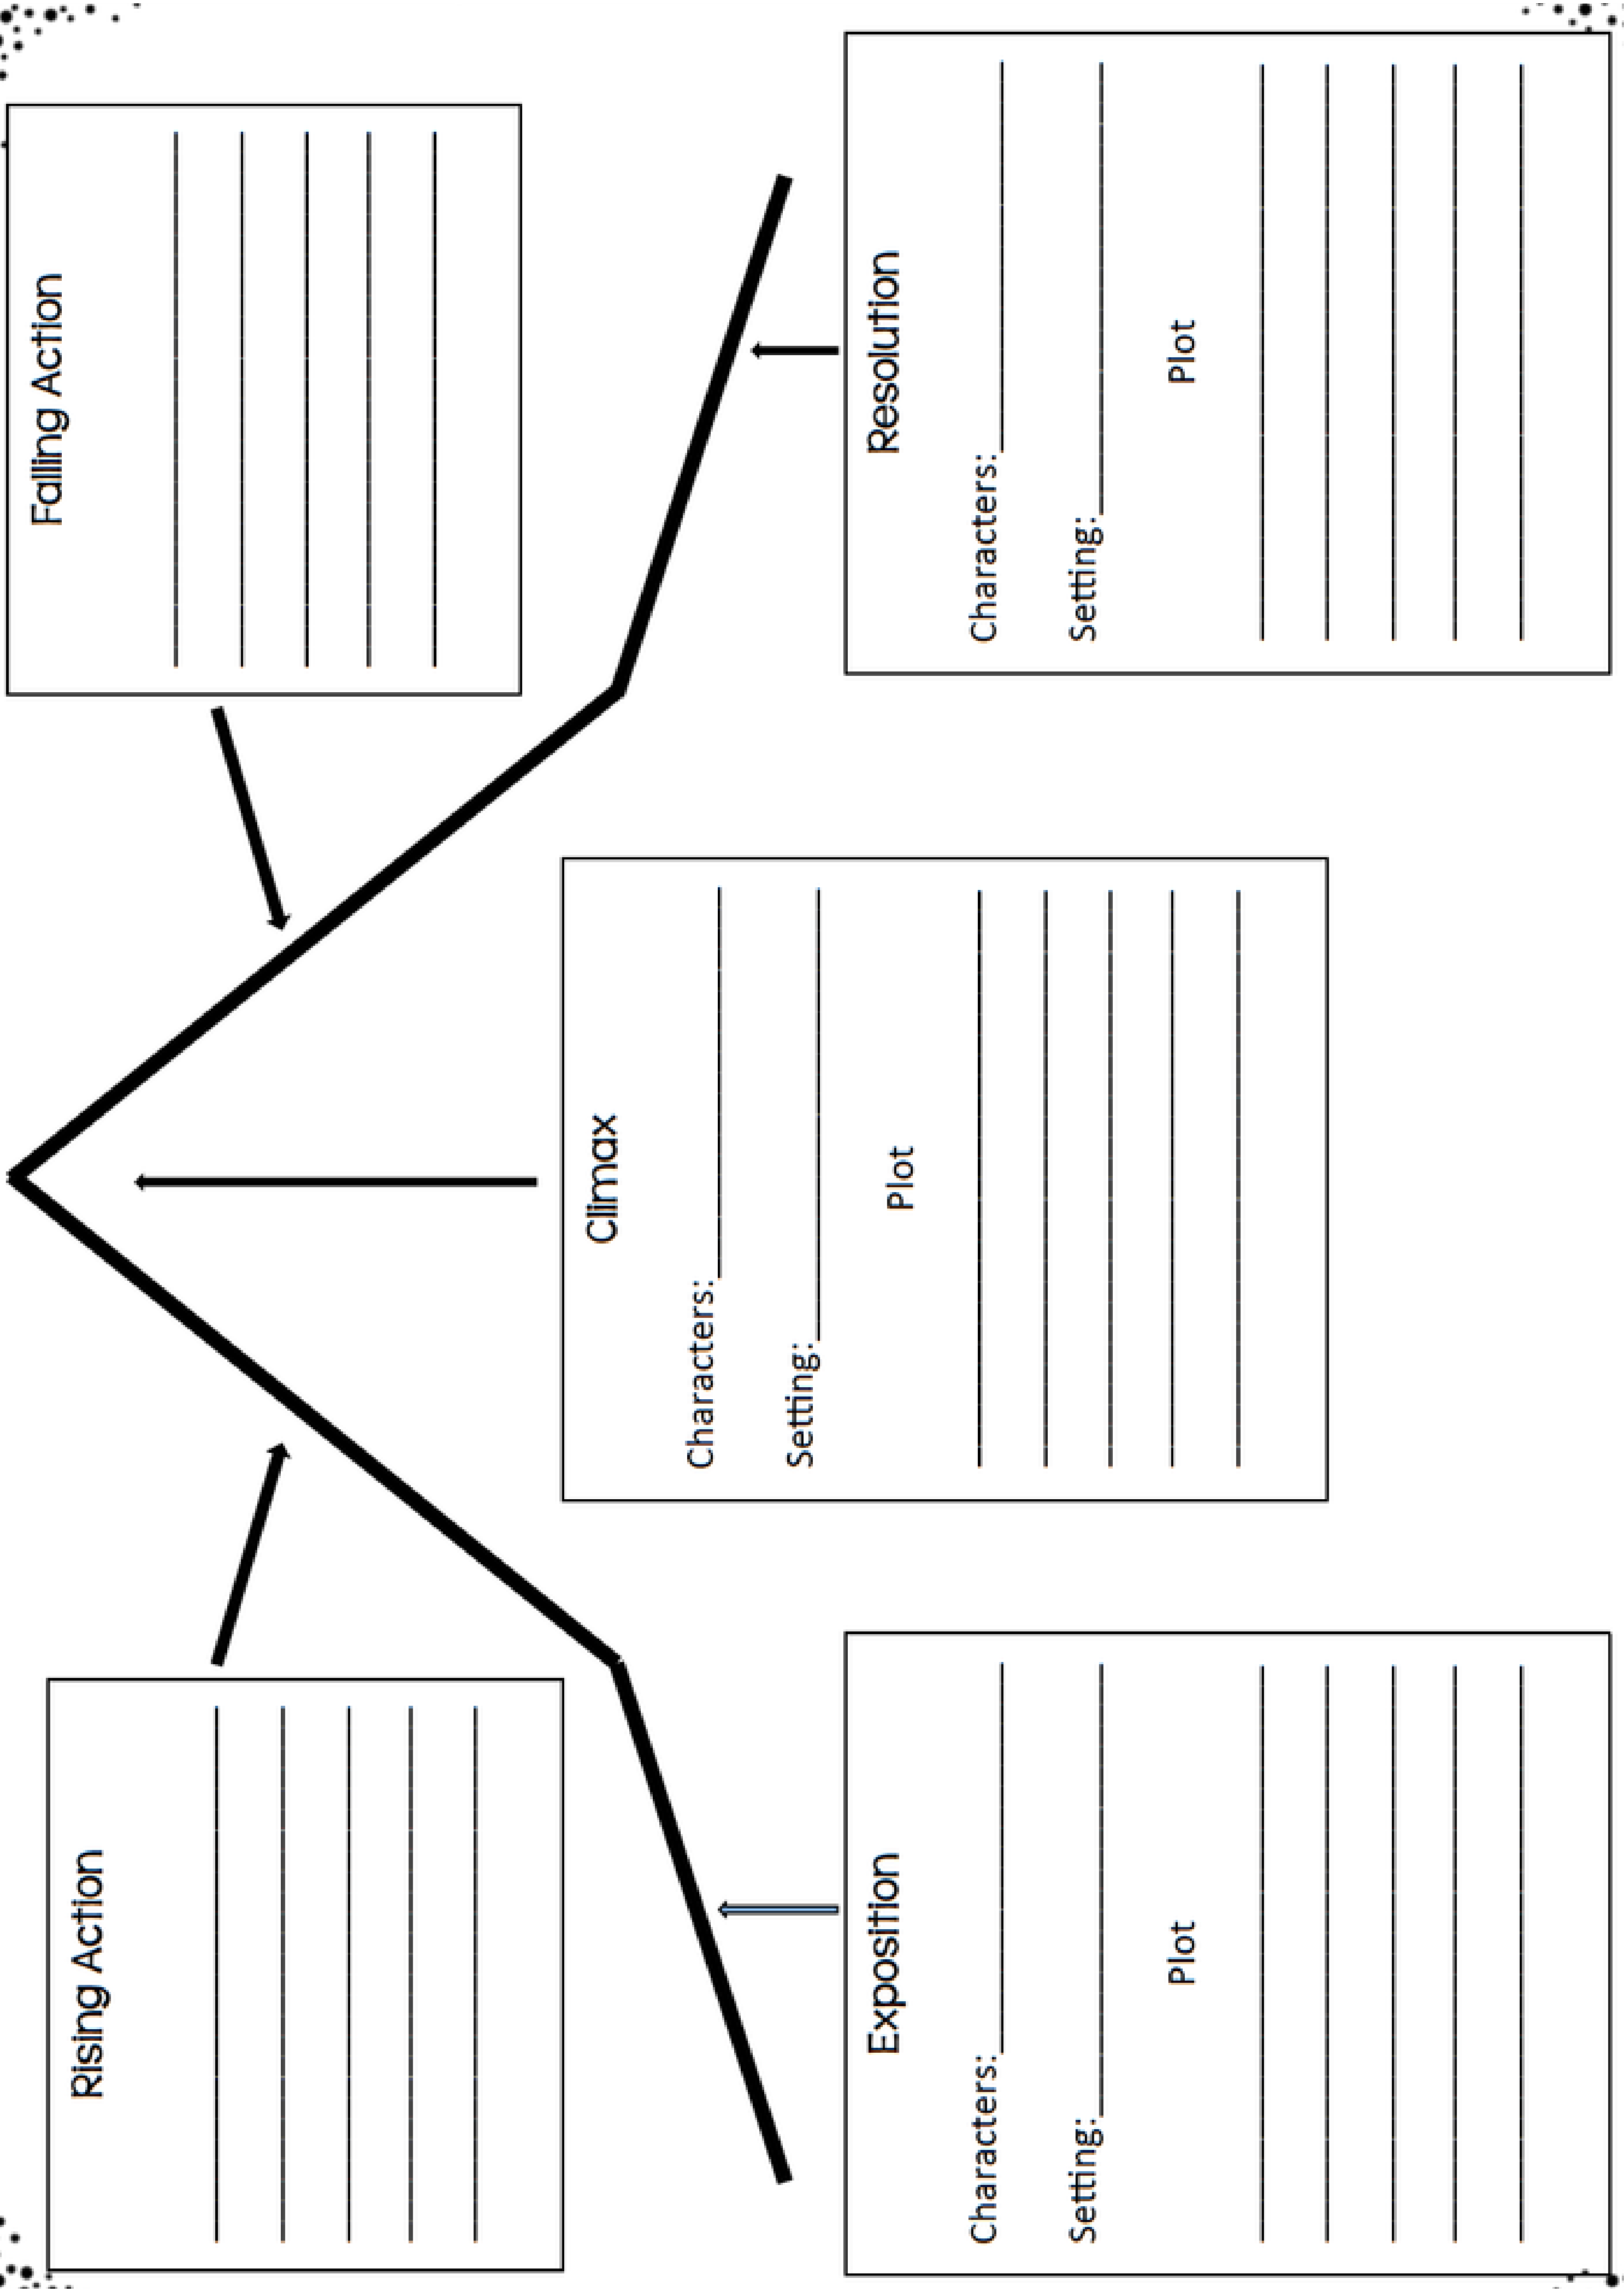 Rising Action
Falling Action
Climax
Characters:
Setting:
Plot
Exposition
Characters:
Setting:
Plot
Resolution
Characters:
Setting:
Plot